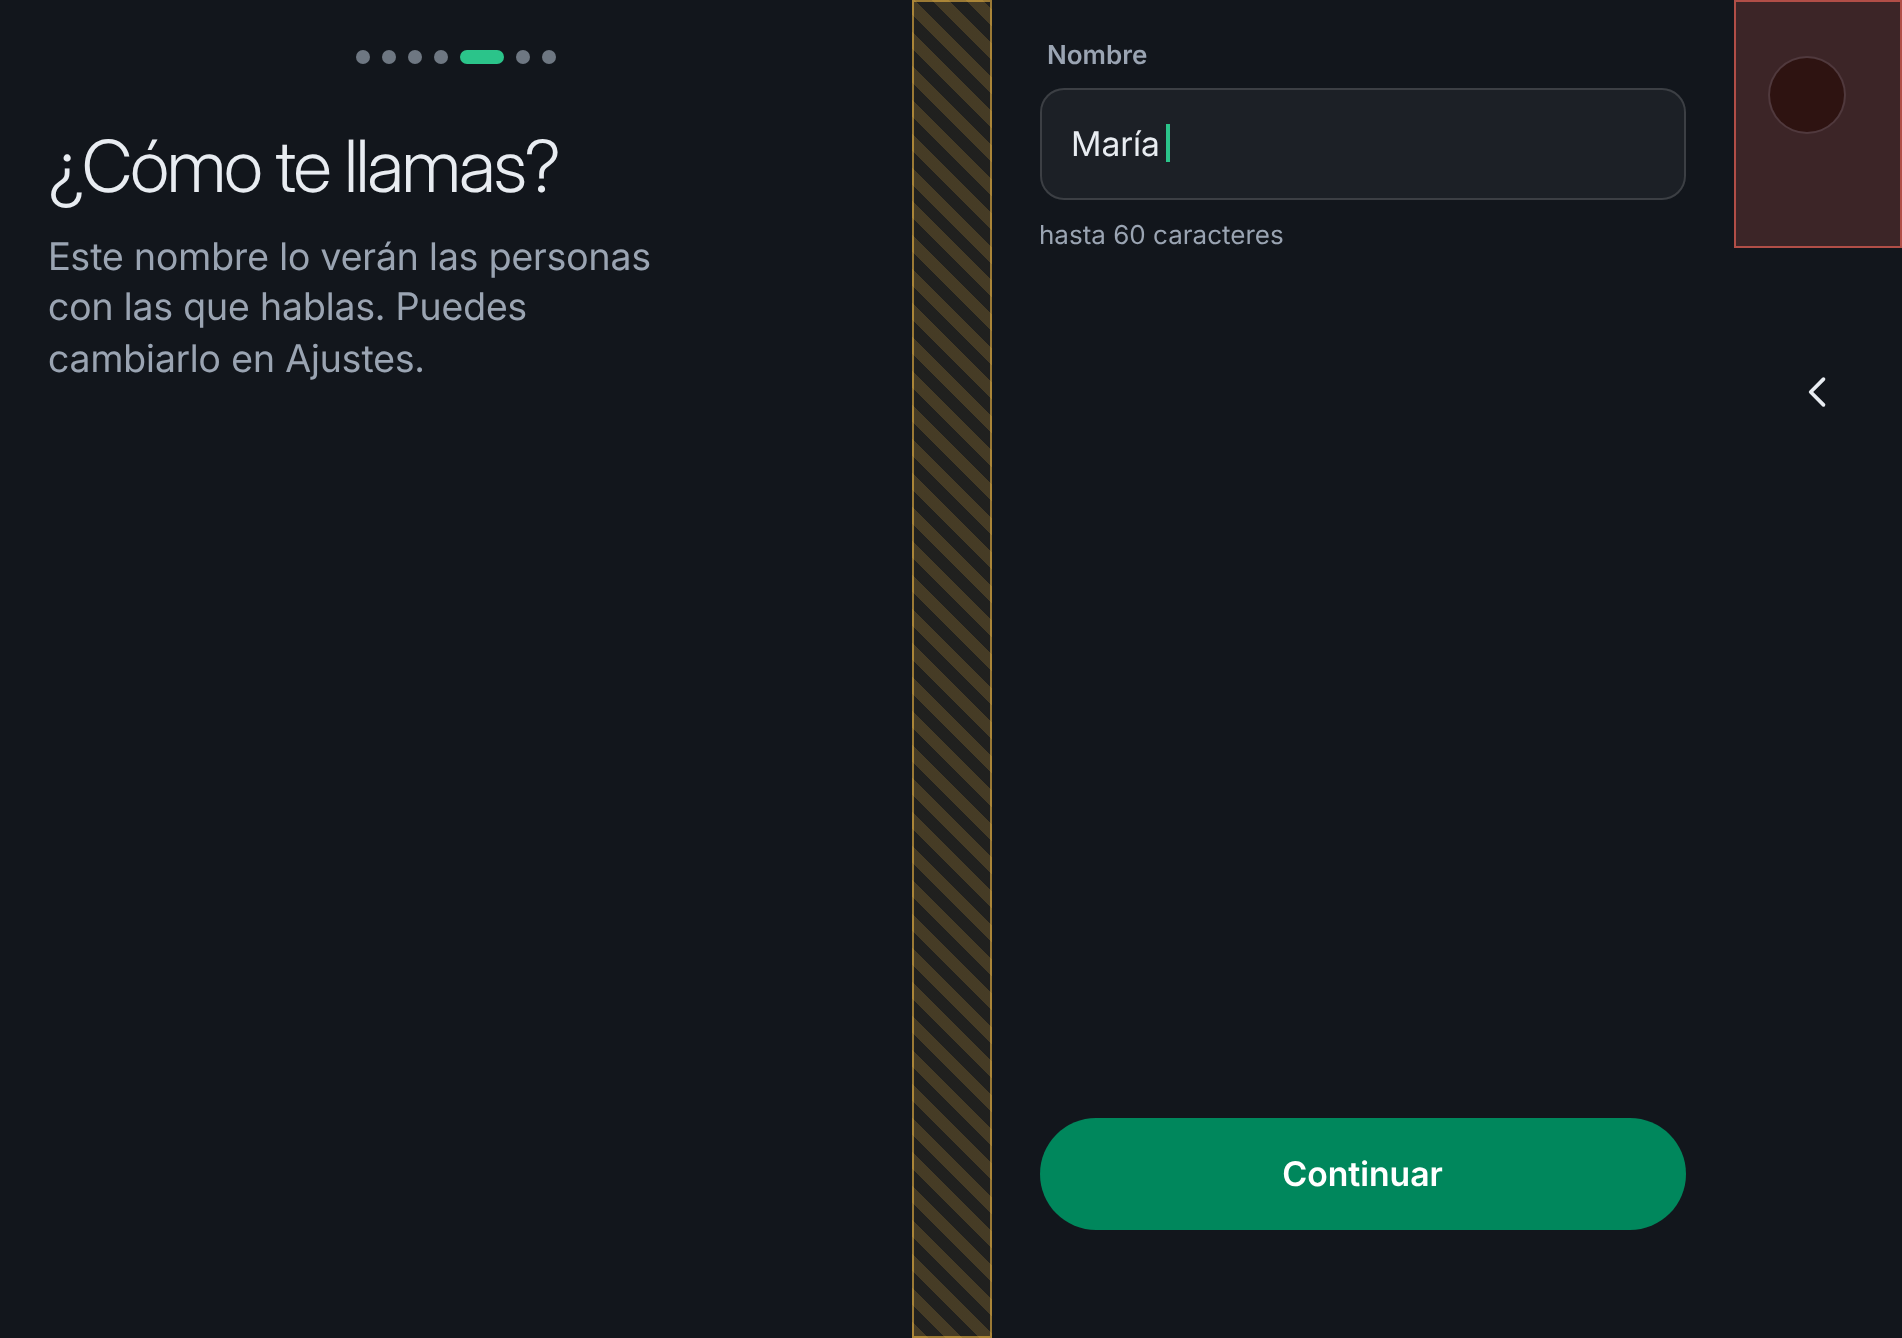 ¿Cómo te llamas?
Este nombre lo verán las personas
con las que hablas. Puedes
cambiarlo en Ajustes.
Nombre
María
hasta 60 caracteres
Continuar